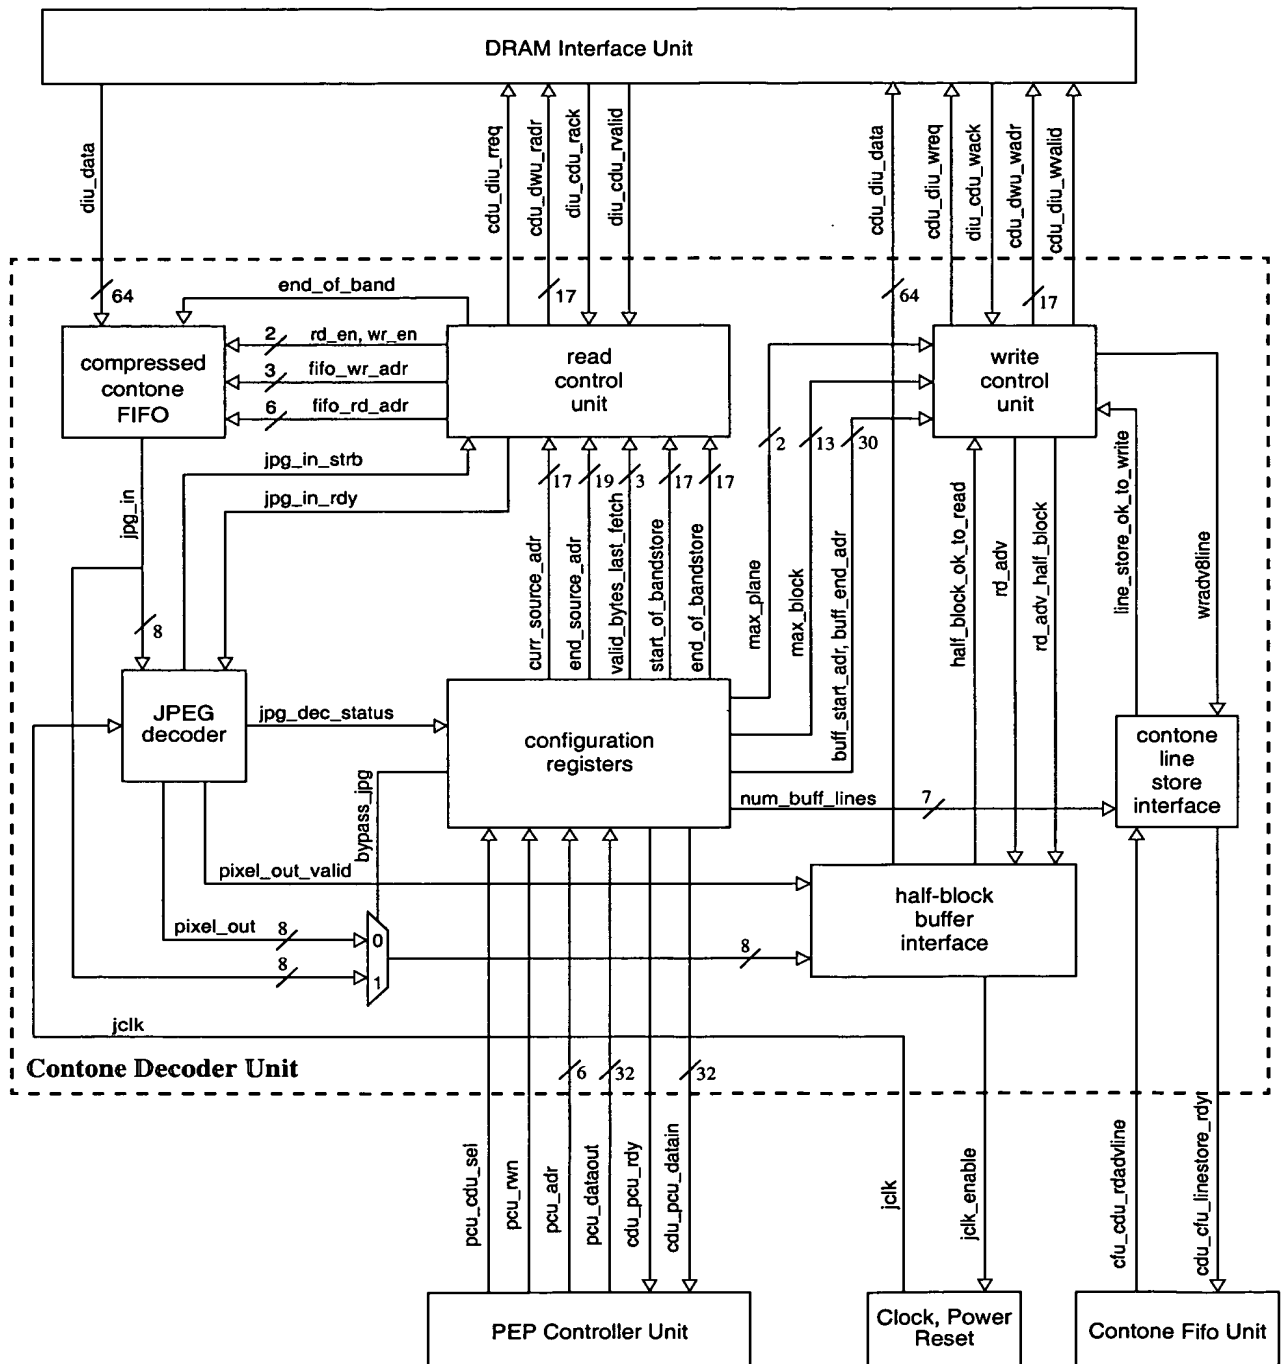 DRAM Interface Unit
diu_data
cdu_diu_rreq
cdu_dwu_radr
diu_cdu_rack
diu_cdu_rvalid
cdu_diu_data
cdu_diu_wreq
diu_cdu_wack
cdu_dwu_wadr
cdu_diu_wvalid
64
17
64
17
end_of_band
compressed
contone
FIFO
2
rd_en, wr_en
3
fifo_wr_adr
6
fifo_rd_adr
read
control
unit
write
control
unit
2
13
30
jpg_in_strb
jpg_in_rdy
jpg_in
8
17
19
3
17
17
curr_source_adr
end_source_adr
valid_bytes_last_fetch
start_of_bandstore
end_of_bandstore
max_plane
max_block
buff_start_adr, buff_end_adr
half_block_ok_to_read
rd_adv
rd_adv_half_block
line_store_ok_to_write
wradv8line
JPEG
decoder
jpg_dec_status
configuration
registers
contone
line
store
interface
bypass_jpg
num_buff_lines
7
pixel_out_valid
pixel_out
8
0
8
1
8
half-block
buffer
interface
jclk
Contone Decoder Unit
6
32
32
pcu_cdu_sel
pcu_rwn
pcu_adr
pcu_dataout
cdu_pcu_rdy
cdu_pcu_datain
jclk
jclk_enable
cfu_cdu_rdadvline
cdu_cfu_linestore_rdy
PEP Controller Unit
Clock, Power
Reset
Contone Fifo Unit